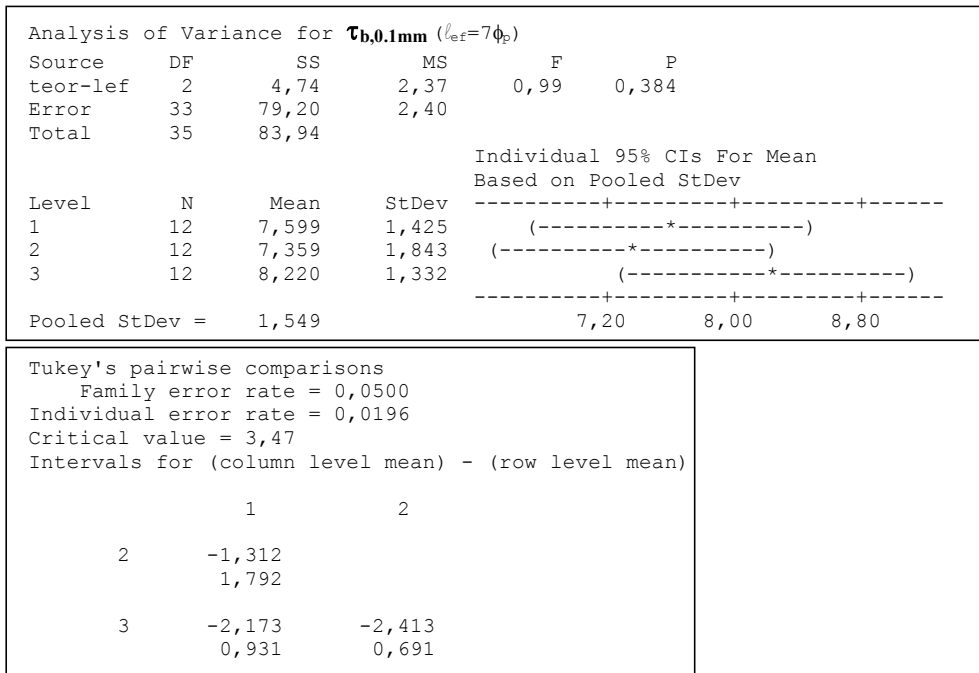 Analysis of Variance for τb,0.1mm (ℓef=7ϕp)
Source DF SS MS F P
teor-lef 2 4,74 2,37 0,99 0,384
Error 33 79,20 2,40
Total 35 83,94
Individual 95% CIs For Mean
Based on Pooled StDev
Level N Mean StDev ----------+---------+---------+------
1 12 7,599 1,425 (----------*----------)
2 12 7,359 1,843 (----------*----------)
3 12 8,220 1,332 (-----------*----------)
----------+---------+---------+------
Pooled StDev = 1,549 7,20 8,00 8,80
Tukey's pairwise comparisons
Family error rate = 0,0500
Individual error rate = 0,0196
Critical value = 3,47
Intervals for (column level mean) - (row level mean)
1 2
2 -1,312
1,792
3 -2,173 -2,413
0,931 0,691